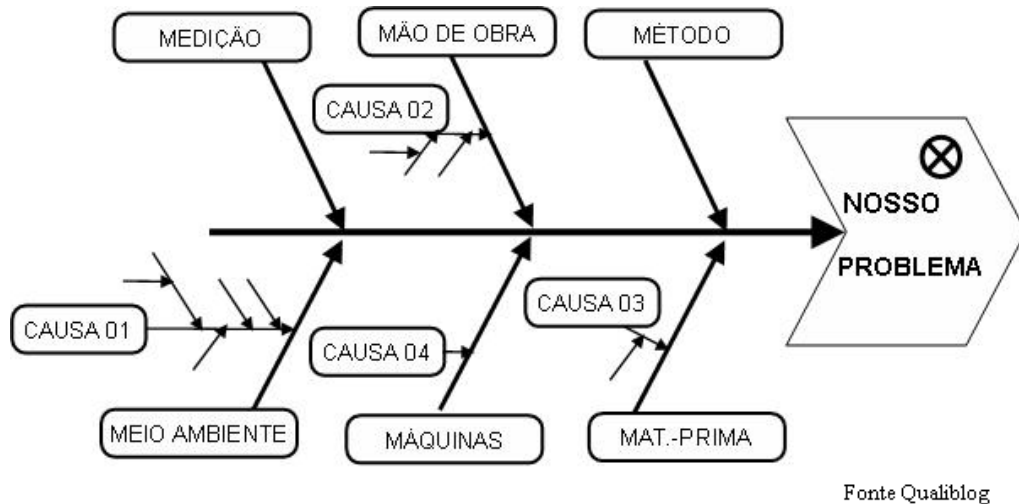 MEDIÇÃO
MÃO DE OBRA
MÉTODO
CAUSA 02
NOSSO
PROBLEMA
CAUSA 01
CAUSA 04
CAUSA 03
MEIO AMBIENTE
MÁQUINAS
MAT.-PRIMA
Fonte Qualiblog